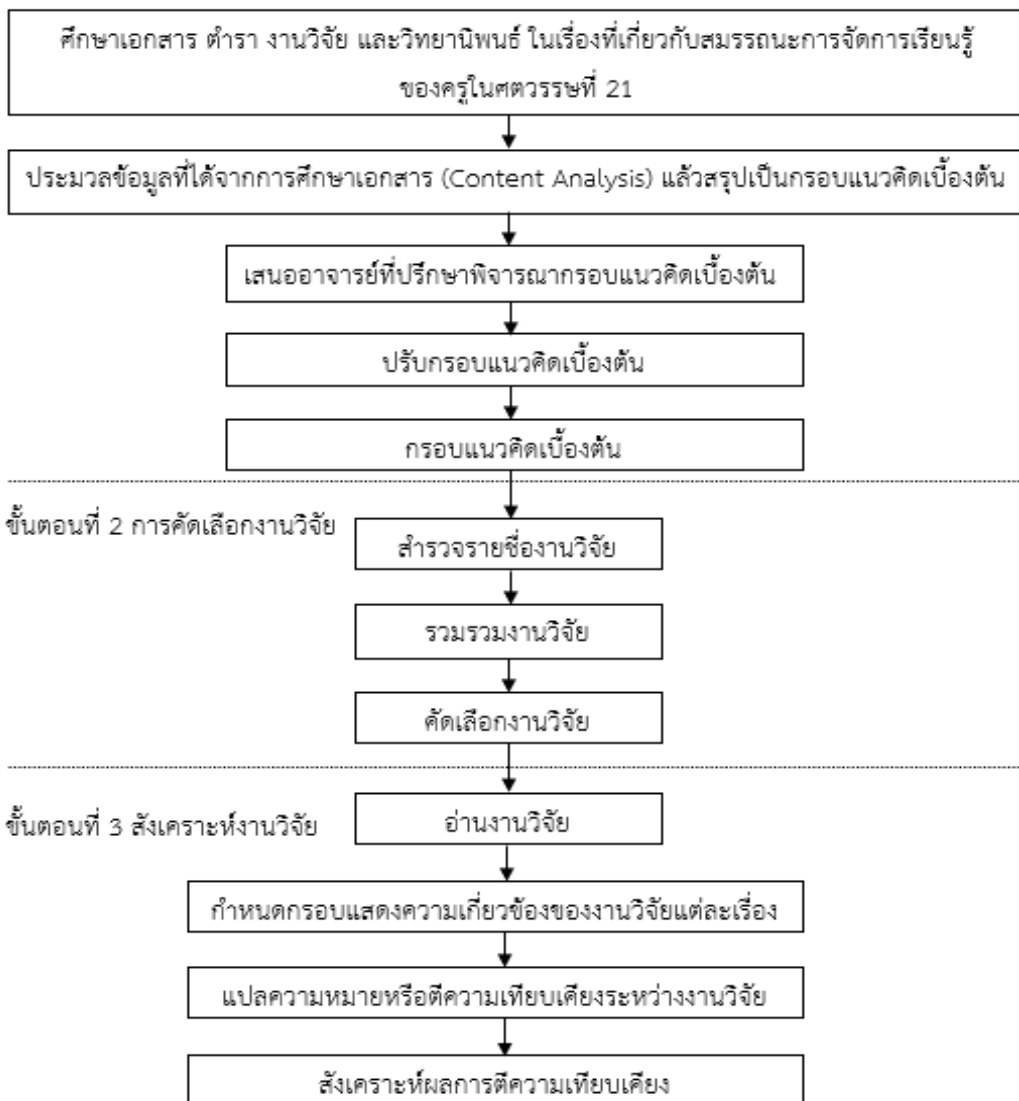 ศึกษาเอกสาร ตำรา งานวิจัย และวิทยานิพนธ์ ในเรื่องที่เกี่ยวกับสมรรถนะการจัดการเรียนรู้
ของครูในศตวรรษที่ 21
ประมวลข้อมูลที่ได้จากการศึกษาเอกสาร (Content Analysis) แล้วสรุปเป็นกรอบแนวคิดเบื้องต้น
เสนออาจารย์ที่ปรึกษาพิจารณากรอบแนวคิดเบื้องต้น
ปรับกรอบแนวคิดเบื้องต้น
กรอบแนวคิดเบื้องต้น
ขั้นตอนที่ 2 การคัดเลือกงานวิจัย
สำรวจรายชื่องานวิจัย
รวมรวมงานวิจัย
คัดเลือกงานวิจัย
ขั้นตอนที่ 3 สังเคราะห์งานวิจัย
อ่านงานวิจัย
กำหนดกรอบแสดงความเกี่ยวข้องของงานวิจัยแต่ละเรื่อง
แปลความหมายหรือตีความเทียบเคียงระหว่างงานวิจัย
สังเคราะห์ผลการตีความเทียบเคียง